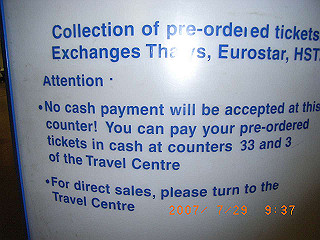 Collection of pre-ordered tickets
Exchanges Thalys, Eurostar, HST
Attention
•No cash payment will be accepted at this
counter! You can pay your pre-ordered
tickets in cash at counters 33 and 3
of the Travel Centre
•For direct sales, please turn to the
Travel Centre
9:37